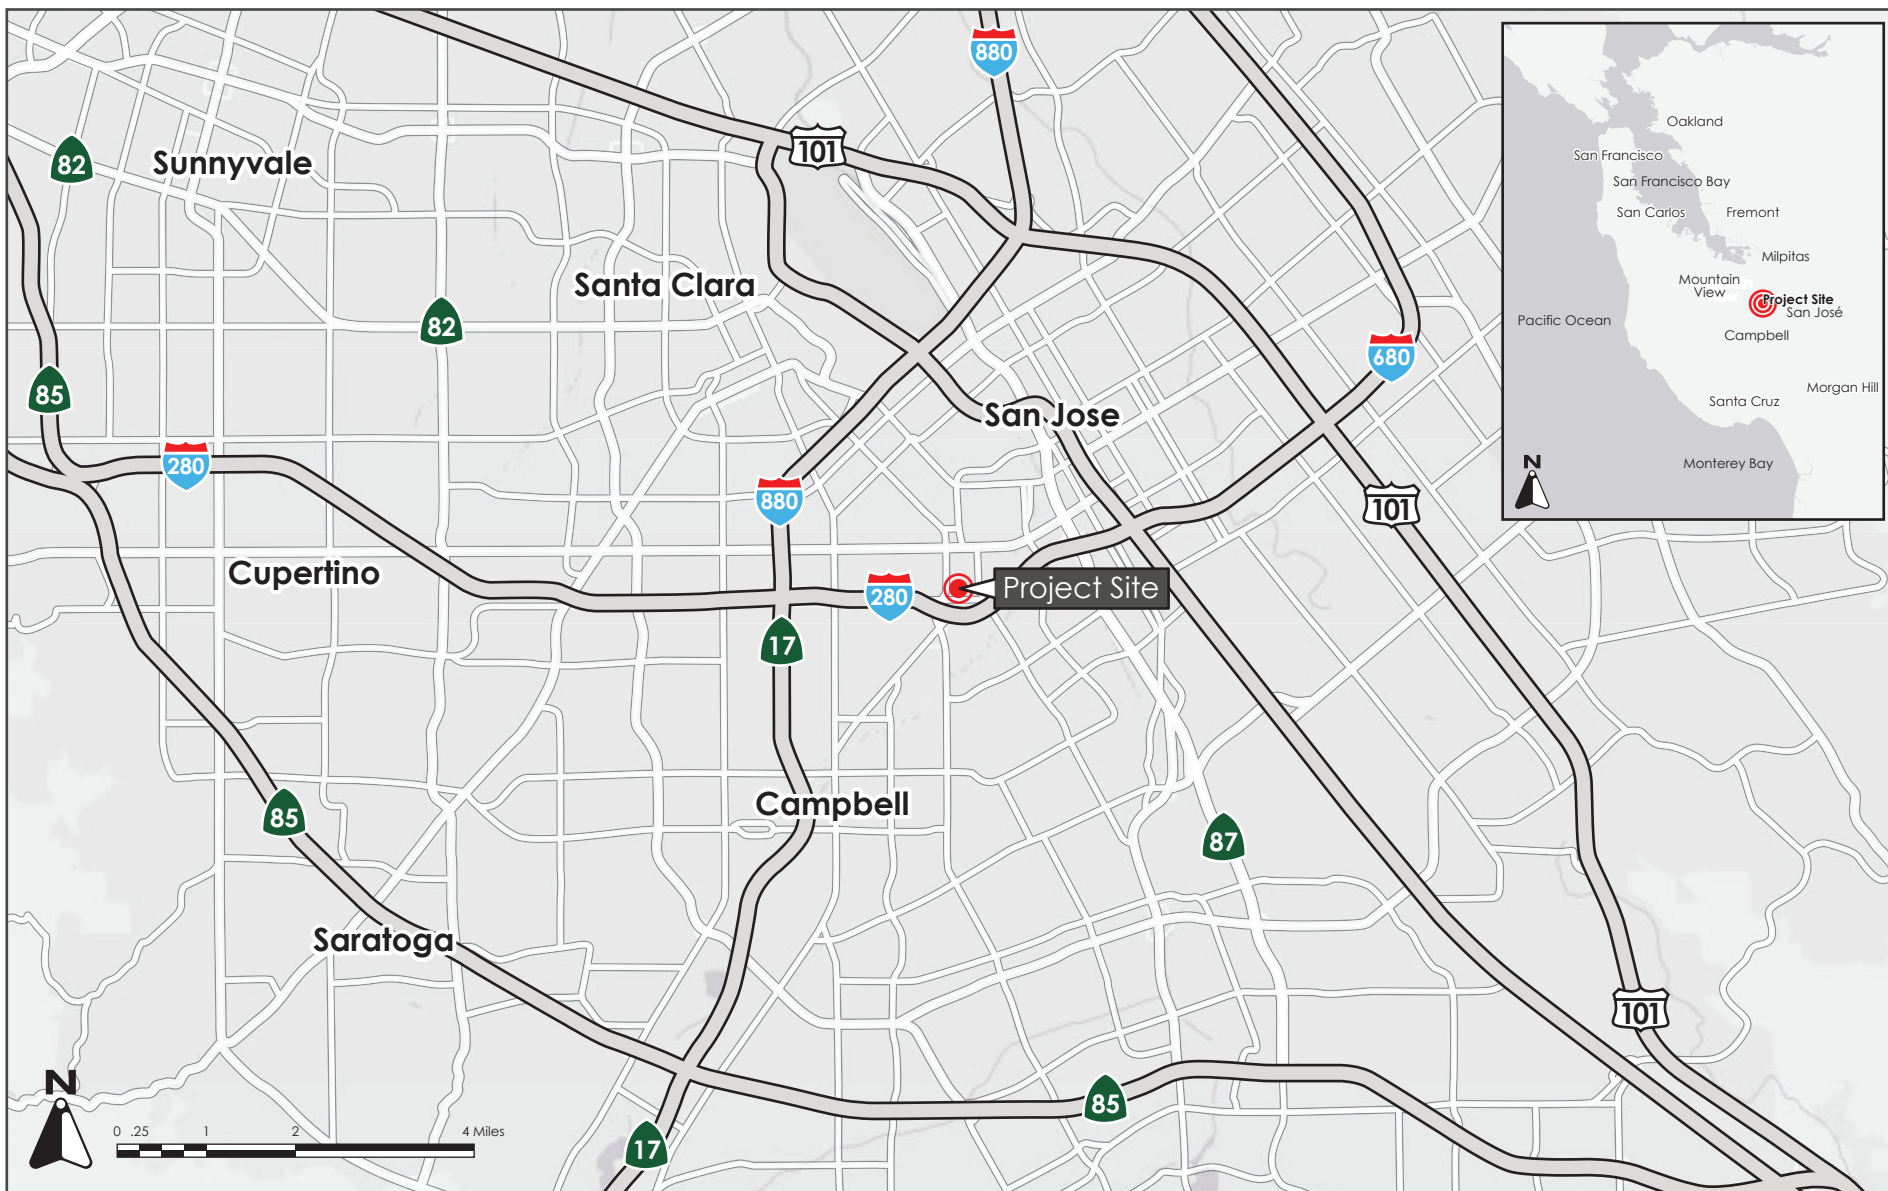 880
101
82
Sunnyvale
Santa Clara
82
680
85
San Jose
280
880
101
Cupertino
280
Project Site
17
Campbell
85
87
Saratoga
101
85
17
N
0 .25 1 2 4 Miles
Oakland
San Francisco
San Francisco Bay
San Carlos
Fremont
Milpitas
Mountain
View
Project Site
San José
Pacific Ocean
Campbell
Morgan Hill
Santa Cruz
Monterey Bay
N